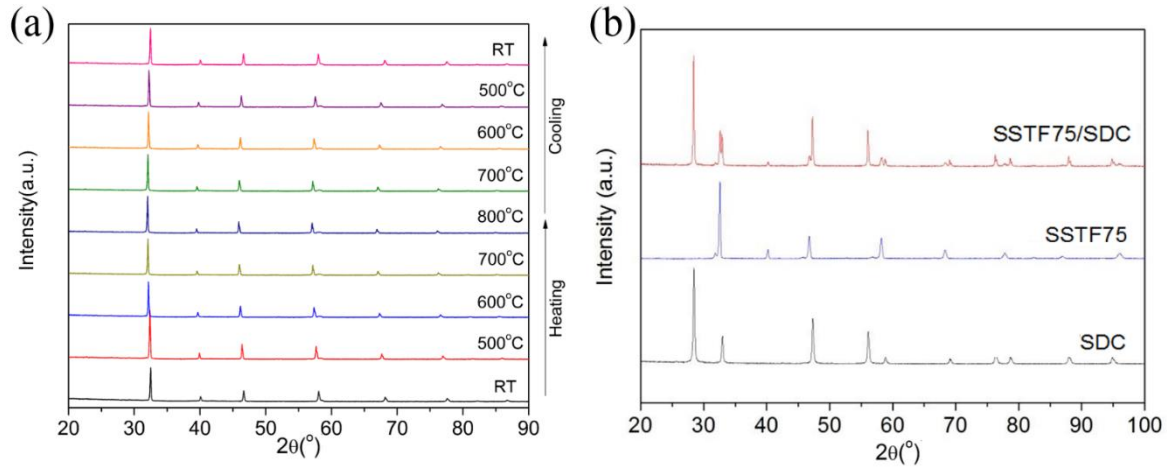 (a)
RT
500°C
600°C
700°C
800°C
700°C
600°C
500°C
RT
Cooling
Heating
Intensity(a.u.)
20 30 40 50 60 70 80 90
2θ(°)
(b)
SSTF75/SDC
SSTF75
SDC
Intensity (a.u.)
20 30 40 50 60 70 80 90 100
2θ(°)